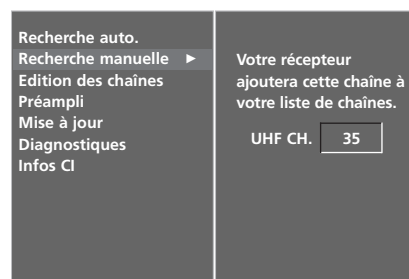 Recherche auto.
Recherche manuelle ►
Edition des chaînes
Préampli
Mise à jour
Diagnostiques
Infos CI
Votre récepteur
ajoutera cette chaîne à
votre liste de chaînes.
UHF CH. 35